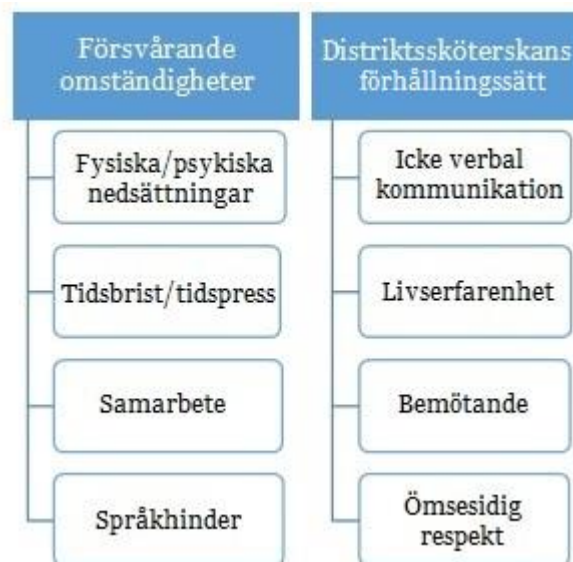 Försvårande
omständigheter
Fysiska/psykiska
nedsättningar
Tidsbrist/tidspress
Samarbete
Språkhinder
Distriktssköterskans
förhållningssätt
Icke verbal
kommunikation
Livserfarenhet
Bemötande
Ömsesidig
respekt